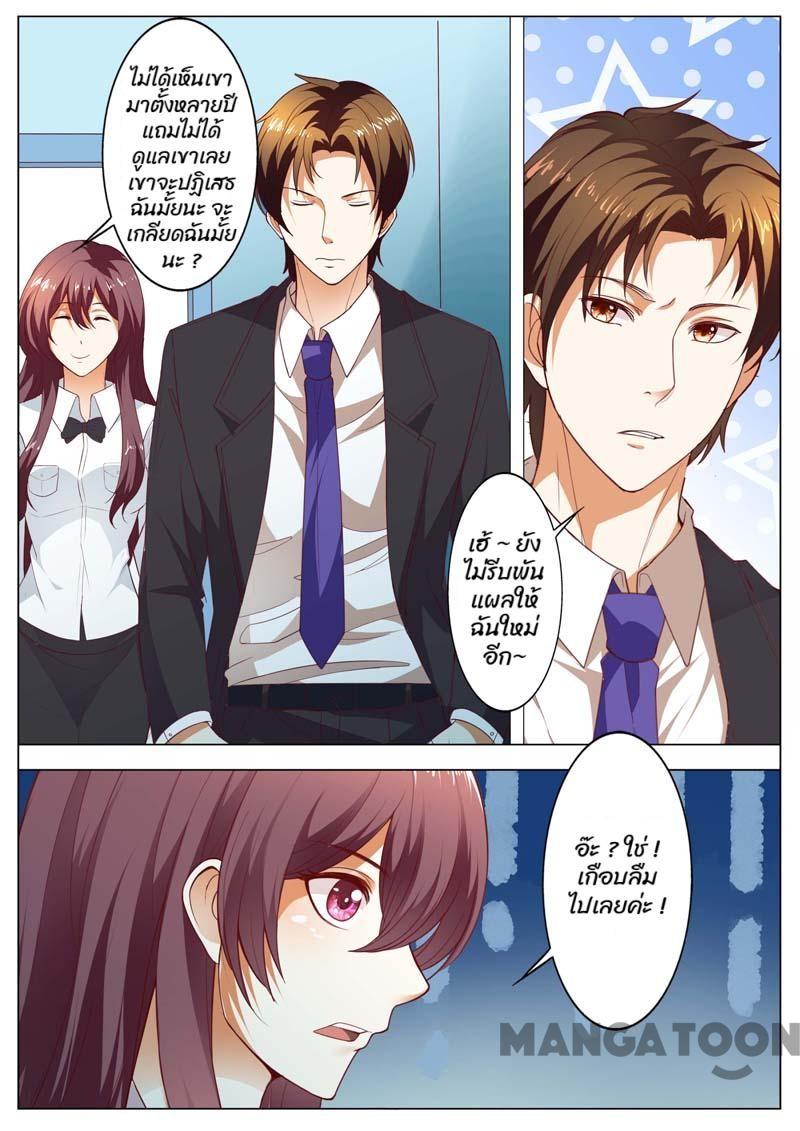 ไม่ได้เห็นเขา
มาตั้งหลายปี
แถมไม่ได้
ดูแลเขาเลย
เขาจะปฏิเสธ
ฉันมั้ยนะ จะ
เกลียดฉันมั้ย
นะ ?
เฮ้ ~ ยัง
ไม่รีบพัน
แผลให้
ฉันใหม่
อีก~
อ๊ะ ? ใช่ !
เกือบลืม
ไปเลยค่ะ !
MANGATOON